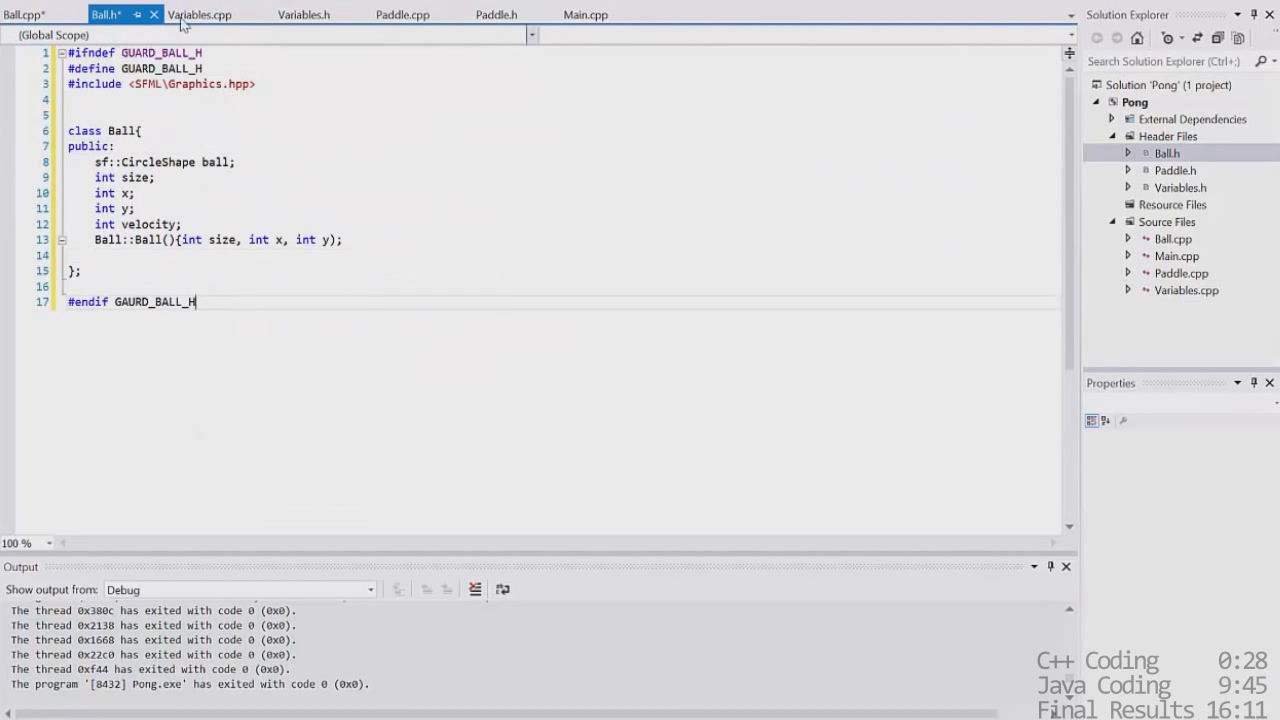 Ball.cpp* Ball.h* Variables.cpp Variables.h Paddle.cpp Paddle.h Main.cpp
(Global Scope)
1 #ifndef GUARD_BALL_H
2 #define GUARD_BALL_H
3 #include <SFML\Graphics.hpp>
4
5
6 class Ball{
7 public:
8 sf::CircleShape ball;
9 int size;
10 int x;
11 int y;
12 int velocity;
13 Ball::Ball(){int size, int x, int y);
14
15 };
16
17 #endif GAURD_BALL_H
100 %
Solution Explorer
Search Solution Explorer (Ctrl+;)
Solution 'Pong' (1 project)
Pong
External Dependencies
Header Files
Ball.h
Paddle.h
Variables.h
Resource Files
Source Files
Ball.cpp
Main.cpp
Paddle.cpp
Variables.cpp
Properties
Output
Show output from: Debug
The thread 0x380c has exited with code 0 (0x0).
The thread 0x2138 has exited with code 0 (0x0).
The thread 0x1668 has exited with code 0 (0x0).
The thread 0x22c0 has exited with code 0 (0x0).
The thread 0xf44 has exited with code 0 (0x0).
The program '[8432] Pong.exe' has exited with code 0 (0x0).
C++ Coding 0:28
Java Coding 9:45
Final Results 16:11